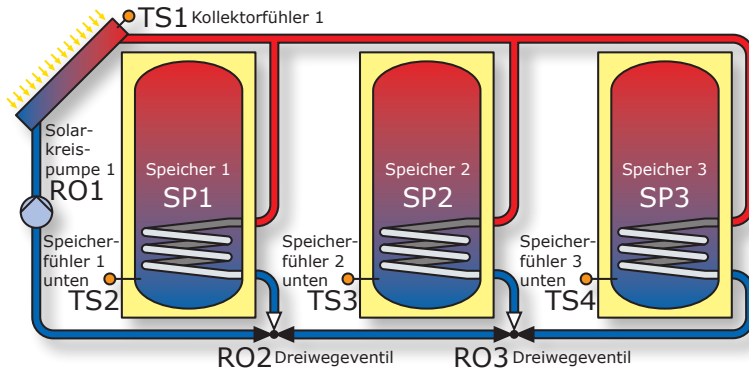 TS1 Kollektorfühler 1
Solar-
kreis-
pumpe 1
RO1
Speicher 1
SP1
Speicher 2
SP2
Speicher 3
SP3
Speicher-
fühler 1
unten
TS2
Speicher-
fühler 2
unten
TS3
Speicher-
fühler 3
unten
TS4
RO2 Dreiwegeventil
RO3 Dreiwegeventil